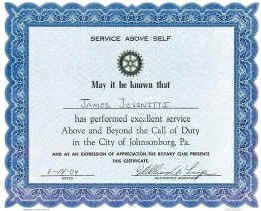 SERVICE ABOVE SELF
May it be known that
JAMES
has performed excellent service
Above and Beyond the Call of Duty
in the City of Johnsonburg, Pa.
AND AS AN EXPRESSION OF APPRECIATION THE ROTARY CLUB PRESENTS
THIS CERTIFICATE